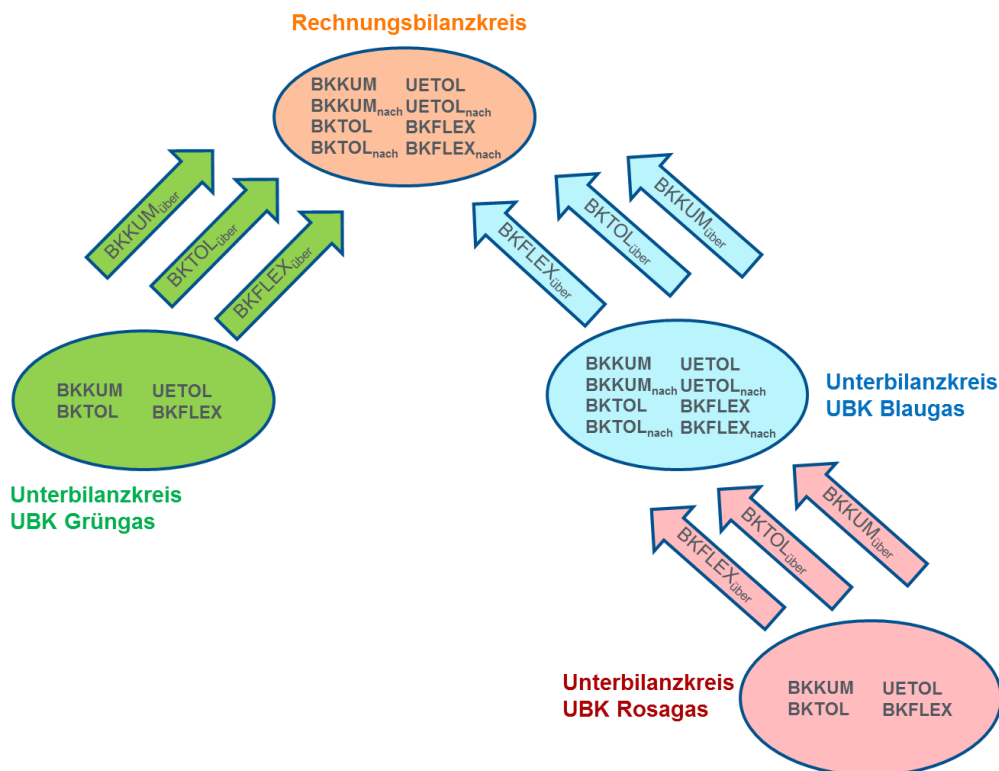 Rechnungsbilanzkreis
BKKUM UETOL
BKKUMnach UETOLnach
BKTOL BKFLEX
BKTOLnach BKFLEXnach
BKKUMüber
BKTOLüber
BKFLEXüber
BKFLEXüber
BKTOLüber
BKKUMüber
BKKUM UETOL
BKTOL BKFLEX
Unterbilanzkreis
UBK Grüngas
BKKUM UETOL
BKKUMnach UETOLnach
BKTOL BKFLEX
BKTOLnach BKFLEXnach
Unterbilanzkreis
UBK Blaugas
BKFLEXüber
BKTOLüber
BKKUMüber
Unterbilanzkreis
UBK Rosagas
BKKUM UETOL
BKTOL BKFLEX